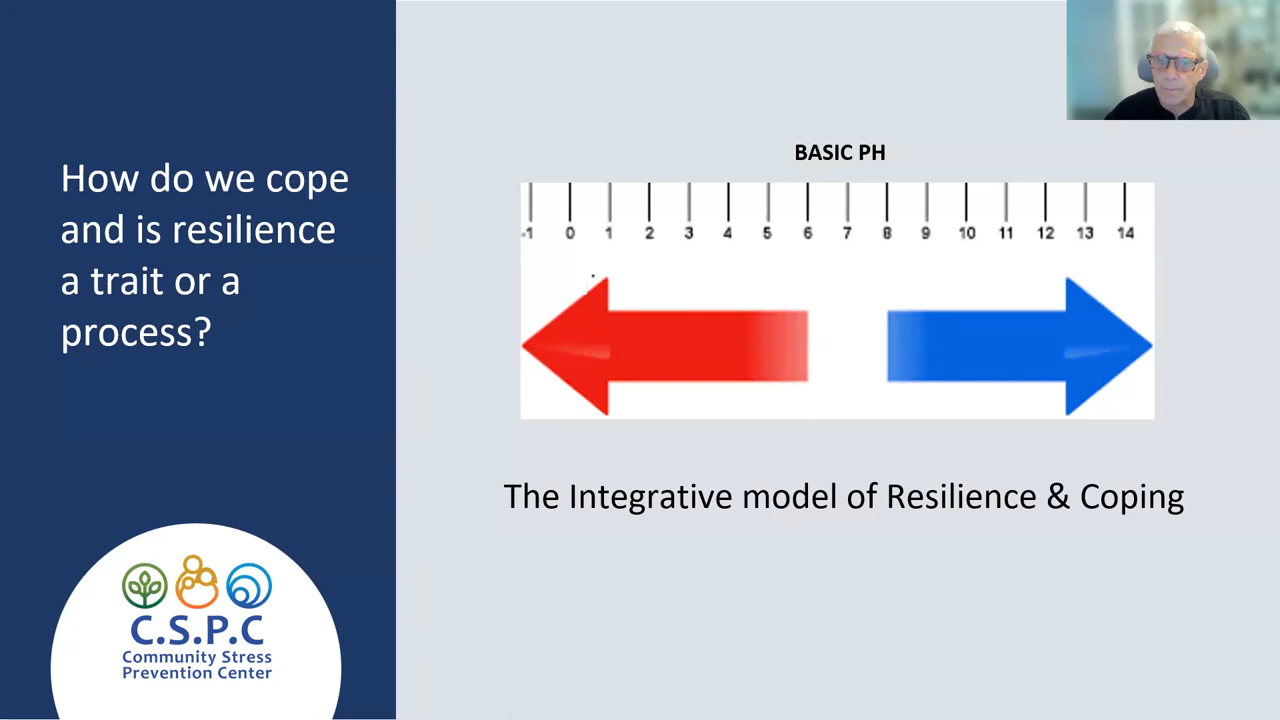 How do we cope
and is resilience
a trait or a
process?
BASIC PH
-1 0 1 2 3 4 5 6 7 8 9 10 11 12 13 14
The Integrative model of Resilience & Coping
C.S.P.C
Community Stress
Prevention Center